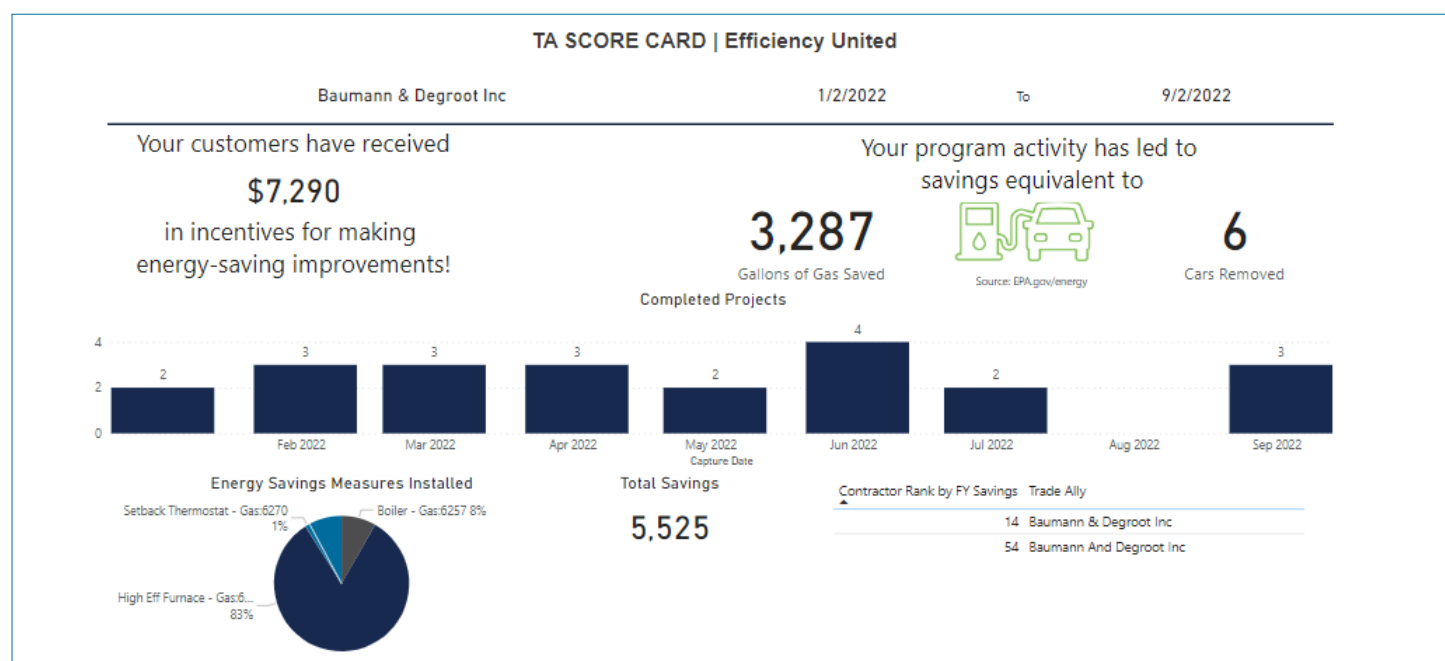 TA SCORE CARD | Efficiency United
Baumann & Degroot Inc 1/2/2022 To 9/2/2022
Your customers have received
$7,290
in incentives for making
energy-saving improvements!
Your program activity has led to
savings equivalent to
3,287
Gallons of Gas Saved
Source: EPA.gov/energy
6
Cars Removed
Completed Projects
4
2
0
2
3
3
3
2
4
2
3
Feb 2022 Mar 2022 Apr 2022 May 2022 Jun 2022 Jul 2022 Aug 2022 Sep 2022
Capture Date
Energy Savings Measures Installed
Setback Thermostat - Gas:6270
1%
Boiler - Gas:6257 8%
High Eff Furnace - Gas:6...
83%
Total Savings
5,525
Contractor Rank by FY Savings Trade Ally
14 Baumann & Degroot Inc
54 Baumann And Degroot Inc